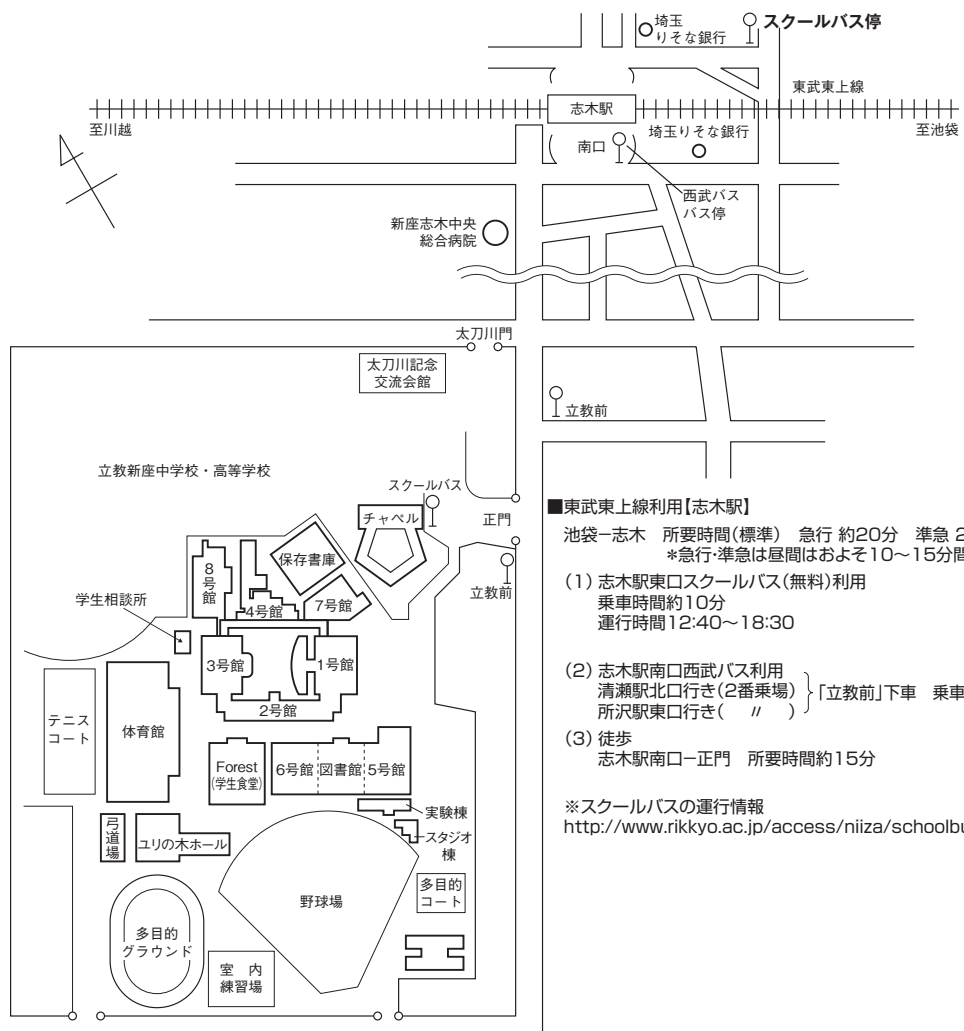 埼玉
りそな銀行
スクールバス停
東武東上線
志木駅
至川越
至池袋
南口
埼玉りそな銀行
西武バス
バス停
新座志木中央
総合病院
太刀川門
太刀川記念
交流会館
立教前
立教新座中学校・高等学校
スクールバス
チャペル
正門
保存書庫
立教前
8号館
4号館
7号館
学生相談所
3号館
1号館
2号館
テニス
コート
体育館
Forest
(学生食堂)
6号館
図書館
5号館
実験棟
スタジオ
棟
弓道場
ユリの木ホール
多目的
コート
野球場
多目的
グラウンド
室 内
練習場
■東武東上線利用【志木駅】
池袋−志木 所要時間(標準) 急行 約20分 準急 2
*急行・準急は昼間はおよそ10〜15分間
(1) 志木駅東口スクールバス(無料)利用
乗車時間約10分
運行時間12:40〜18:30
(2) 志木駅南口西武バス利用
清瀬駅北口行き(2番乗場)
所沢駅東口行き( 〃 )
「立教前」下車 乗車
(3) 徒歩
志木駅南口−正門 所要時間約15分
※スクールバスの運行情報
http://www.rikkyo.ac.jp/access/niiza/schoolbu